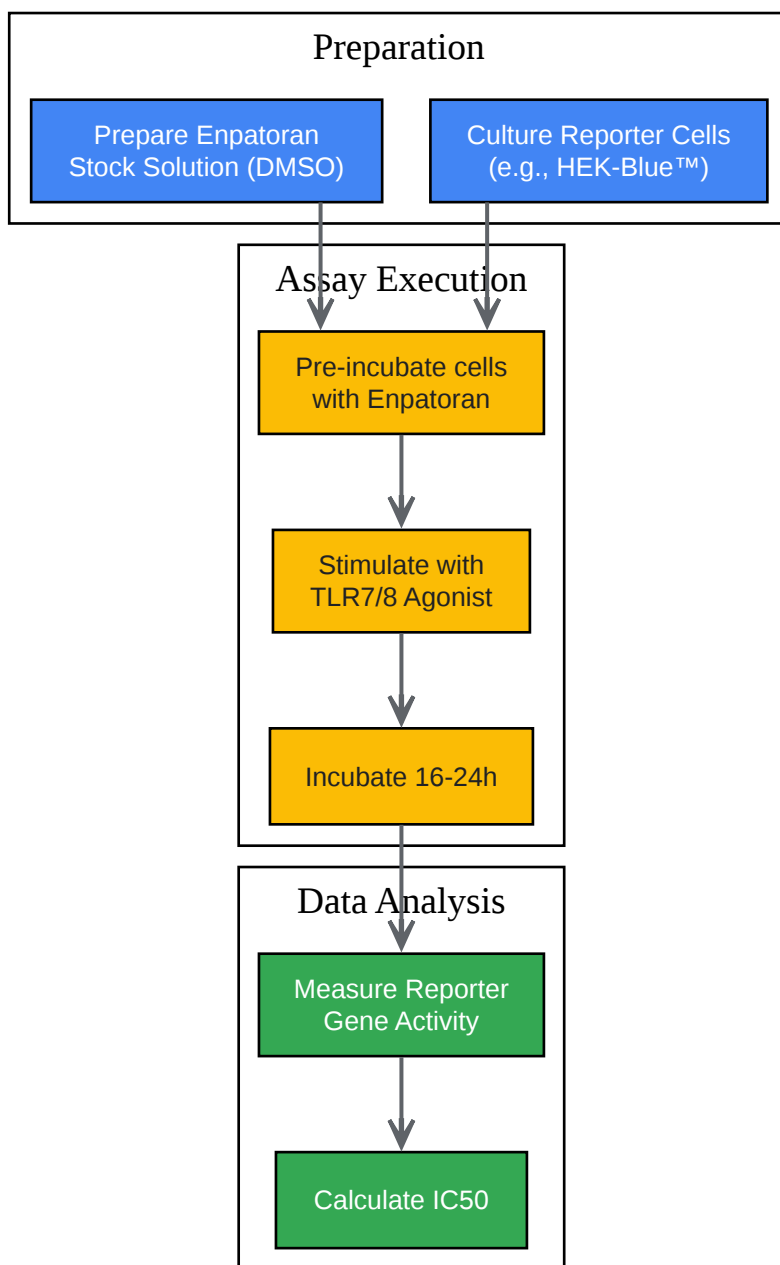 Preparation
Prepare Enpatoran
Stock Solution (DMSO)
Culture Reporter Cells
(e.g., HEK-Blue™)
Assay Execution
Pre-incubate cells
with Enpatoran
Stimulate with
TLR7/8 Agonist
Incubate 16-24h
Data Analysis
Measure Reporter
Gene Activity
Calculate IC50